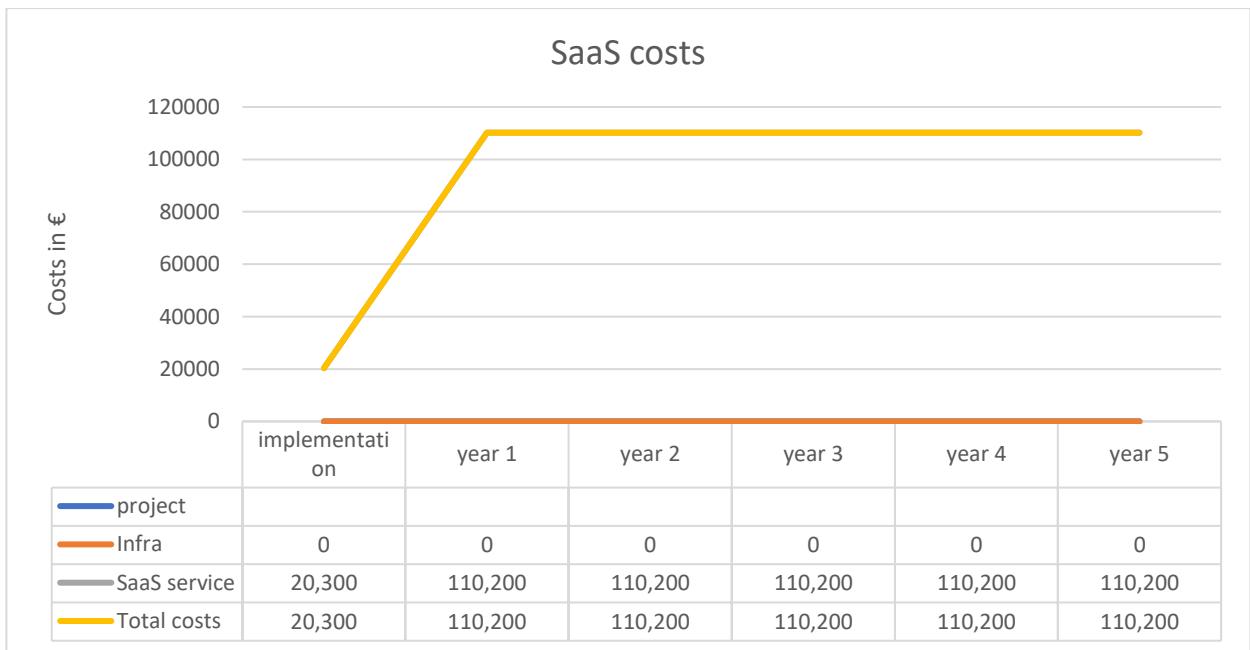 SaaS costs
Costs in €
120000
100000
80000
60000
40000
20000
0
implementati
on
year 1 year 2 year 3 year 4 year 5
project
Infra 0 0 0 0 0 0
SaaS service 20,300 110,200 110,200 110,200 110,200 110,200
Total costs 20,300 110,200 110,200 110,200 110,200 110,200